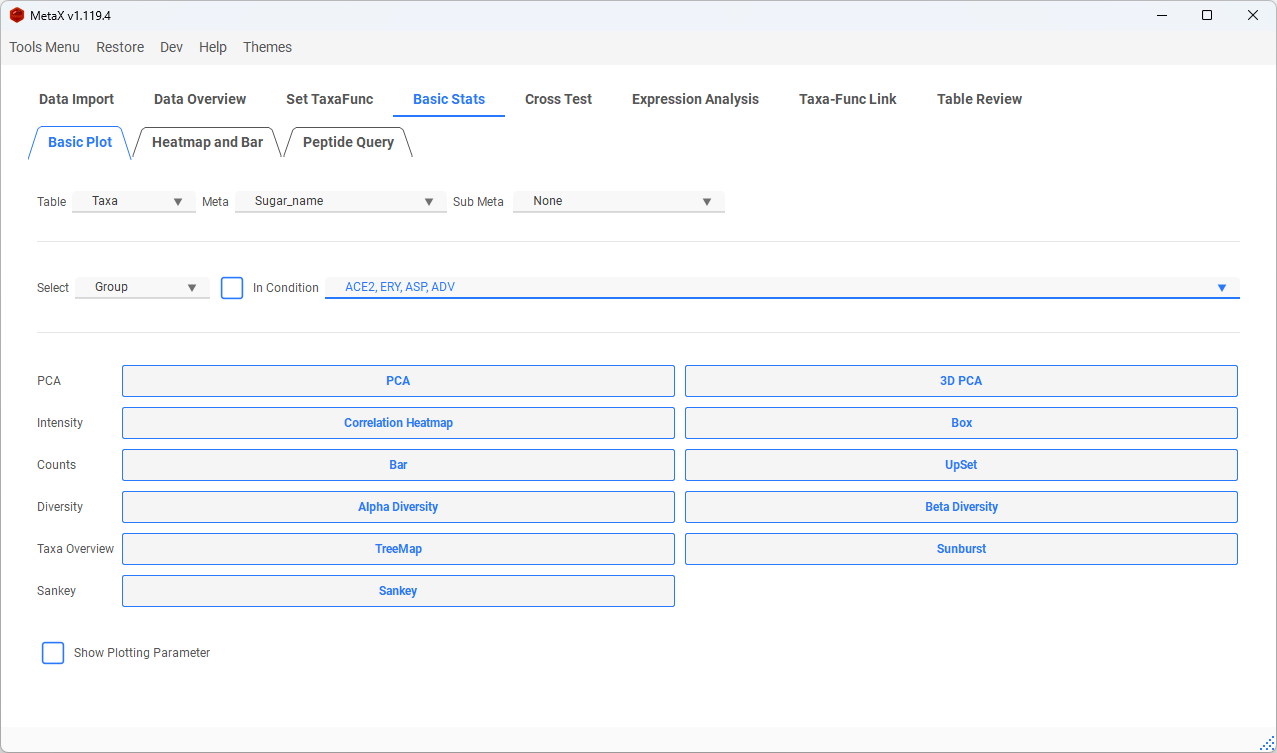 MetaX v1.119.4
Tools Menu Restore Dev Help Themes
Data Import Data Overview Set TaxaFunc Basic Stats Cross Test Expression Analysis Taxa-Func Link Table Review
Basic Plot Heatmap and Bar Peptide Query
Table Taxa Meta Sugar_name Sub Meta None
Select Group In Condition ACE2, ERY, ASP, ADV
PCA PCA 3D PCA
Intensity Correlation Heatmap Box
Counts Bar UpSet
Diversity Alpha Diversity Beta Diversity
Taxa Overview TreeMap Sunburst
Sankey Sankey
Show Plotting Parameter